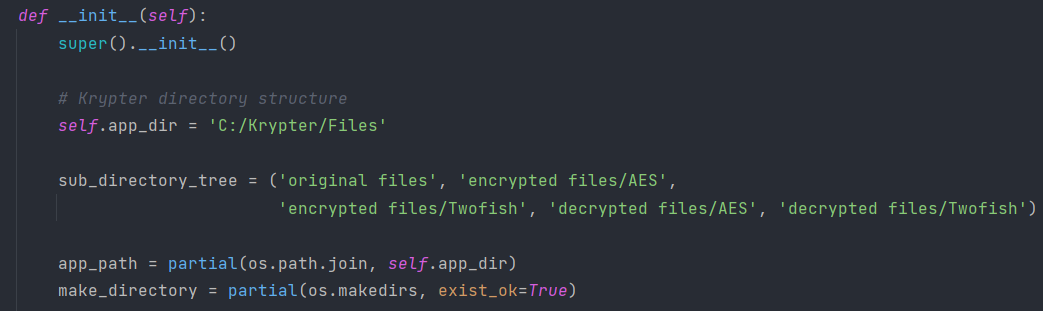 def __init__(self):
super().__init__()
# Krypter directory structure
self.app_dir = 'C:/Krypter/Files'
sub_directory_tree = ('original files', 'encrypted files/AES',
'encrypted files/Twofish', 'decrypted files/AES', 'decrypted files/Twofish')
app_path = partial(os.path.join, self.app_dir)
make_directory = partial(os.makedirs, exist_ok=True)